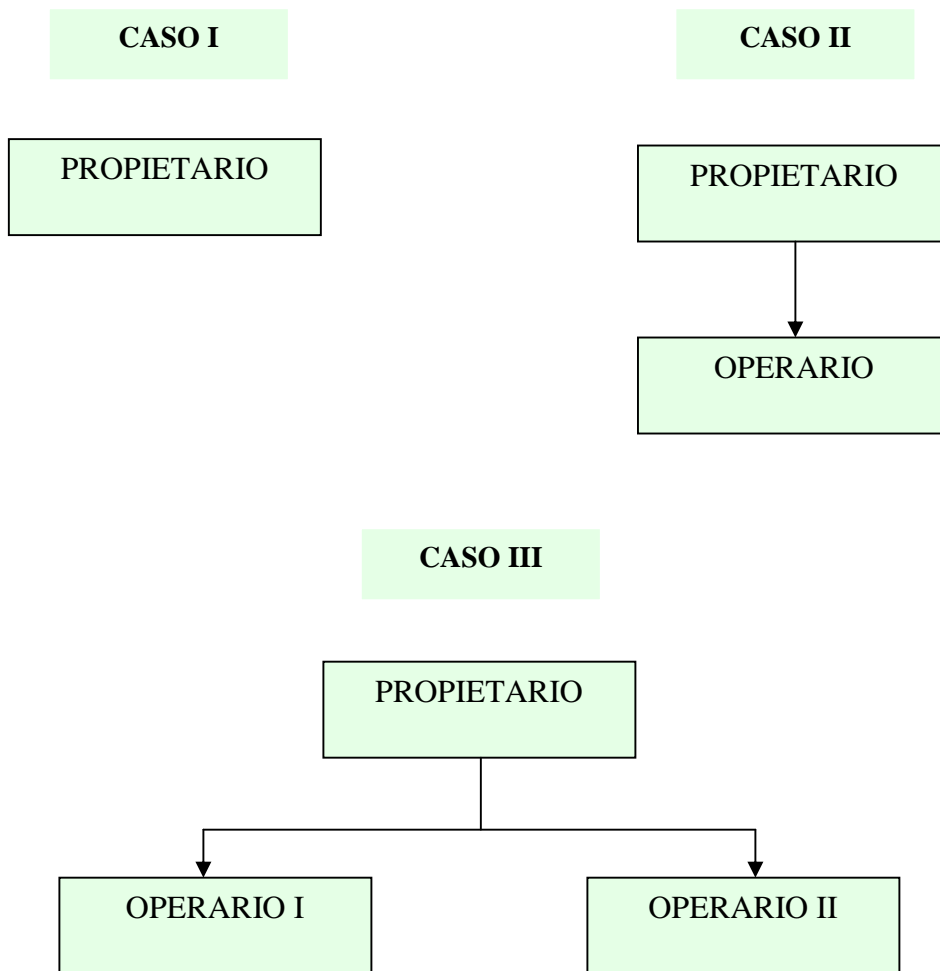 CASO I
CASO II
PROPIETARIO
PROPIETARIO
OPERARIO
CASO III
PROPIETARIO
OPERARIO I
OPERARIO II